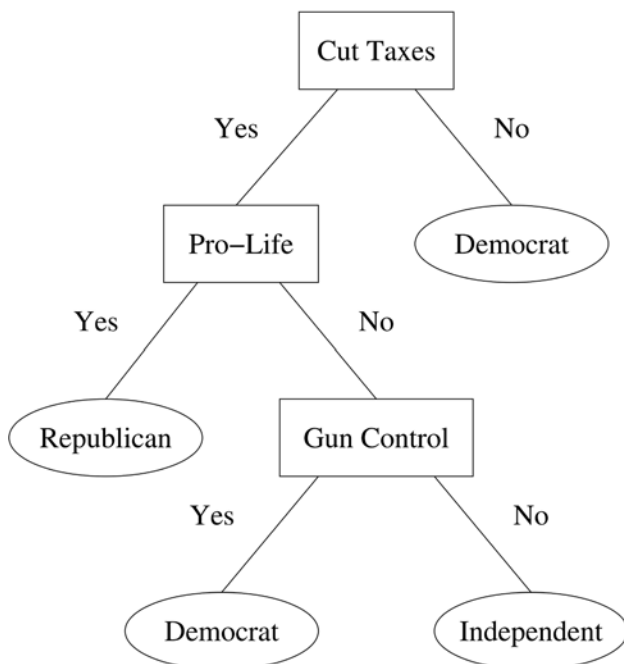 Cut Taxes
Yes
No
Pro−Life
Democrat
Yes
No
Republican
Gun Control
Yes
No
Democrat
Independent